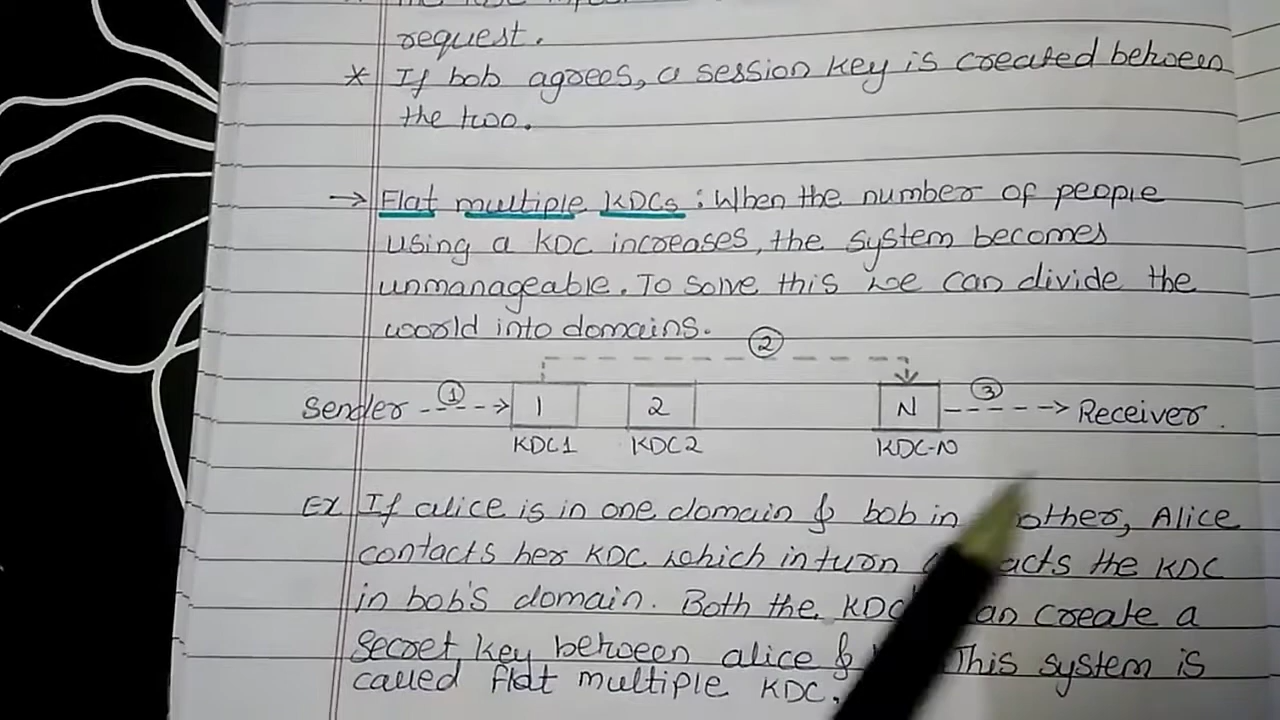 request.
* If bob agrees, a session key is created between
the two.
→ Flat multiple KDCs : When the number of people
using a KDC increases, the system becomes
unmanageable. To solve this we can divide the
world into domains.
2
Sender 1 1 2 N 3 Receiver.
KDC1 KDC2 KDC-N
Ex If alice is in one domain & bob in other, Alice
contacts her KDC which in turn acts the KDC
in bob's domain. Both the KDC an create a
secret key between alice & This system is
called flat multiple KDC.